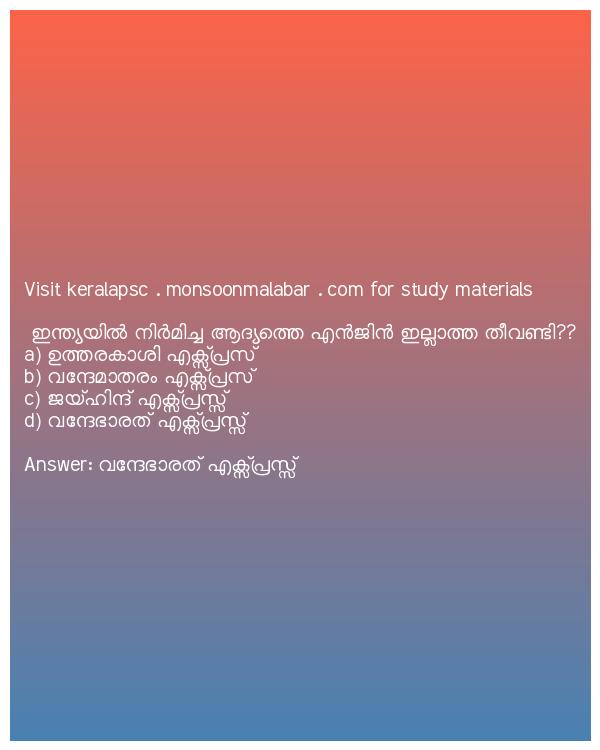 Visit keralapsc . monsoonmalabar . com for study materials
ഇന്ത്യയിൽ നിർമിച്ച ആദ്യത്തെ എൻജിൻ ഇല്ലാത്ത തീവണ്ടി??
a) ഉത്തരകാശി എക്സ്പ്രസ്
b) വന്ദേമാതരം എക്സ്പ്രസ്
c) ജയ്ഹിന്ദ് എക്സ്പ്രസ്സ്
d) വന്ദേഭാരത് എക്സ്പ്രസ്സ്
Answer: വന്ദേഭാരത് എക്സ്പ്രസ്സ്